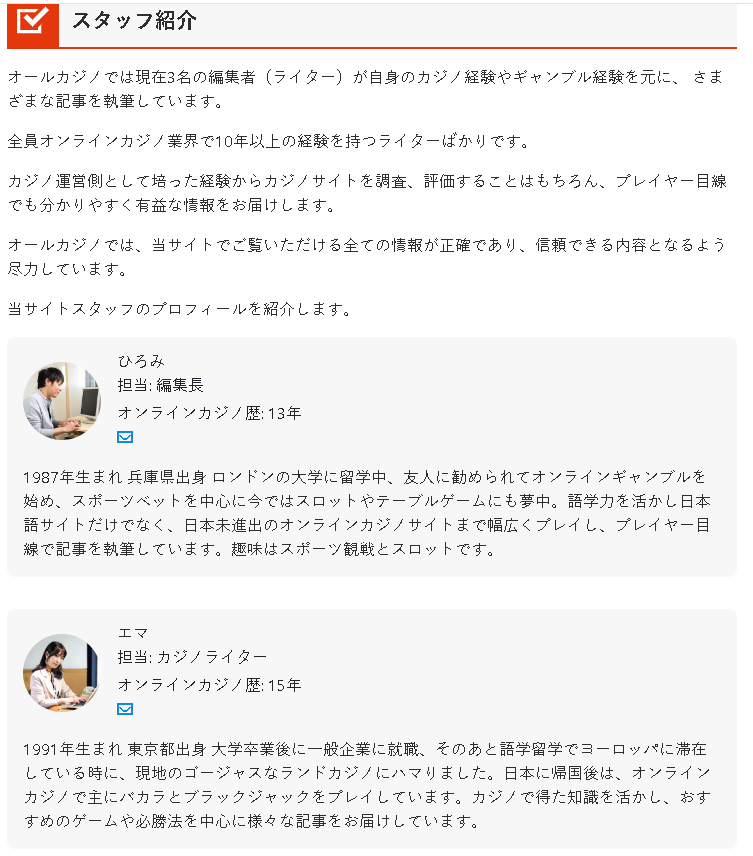 スタッフ紹介
オールカジノでは現在3名の編集者（ライター）が自身のカジノ経験やギャンブル経験を元に、 さま
ざまな記事を執筆しています。
全員オンラインカジノ業界で10年以上の経験を持つライターばかりです。
カジノ運営側として培った経験からカジノサイトを調査、評価することはもちろん、プレイヤー目線
でも分かりやすく有益な情報をお届けします。
オールカジノでは、当サイトでご覧いただける全ての情報が正確であり、信頼できる内容となるよう
尽力しています。
当サイトスタッフのプロフィールを紹介します。
ひろみ
担当: 編集長
オンラインカジノ歴: 13年
1987年生まれ 兵庫県出身 ロンドンの大学に留学中、友人に勧められてオンラインギャンブルを
始め、スポーツベットを中心に今ではスロットやテーブルゲームにも夢中。語学力を活かし日本
語サイトだけでなく、日本未進出のオンラインカジノサイトまで幅広くプレイし、プレイヤー目
線で記事を執筆しています。趣味はスポーツ観戦とスロットです。
エマ
担当: カジノライター
オンラインカジノ歴: 15年
1991年生まれ 東京都出身 大学卒業後に一般企業に就職、そのあと語学留学でヨーロッパに滞在
している時に、現地のゴージャスなランドカジノにハマりました。日本に帰国後は、オンライン
カジノで主にバカラとブラックジャックをプレイしています。カジノで得た知識を活かし、おす
すめのゲームや必勝法を中心に様々な記事をお届けしています。